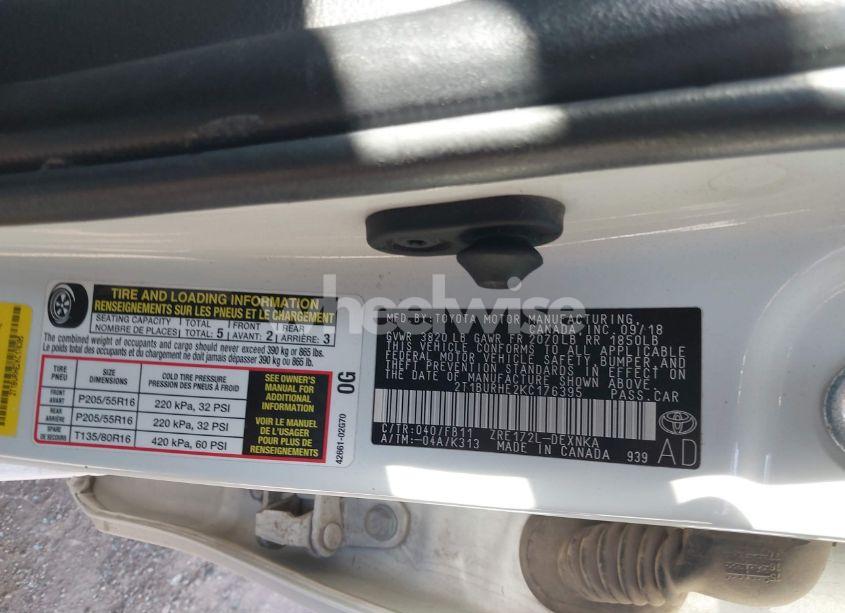 wheelwise
TIRE AND LOADING INFORMATION
RENSEIGNEMENTS SUR LES PNEUS ET LE CHARGEMENT
SEATING CAPACITY TOTAL FRONT REAR
NOMBRE DE PLACES TOTAL: 5 AVANT: 2 ARRIÈRE: 3
The combined weight of occupants and cargo should never exceed 390 kg or 865 lbs.
Le poids total des occupants et du chargement ne doit jamais dépasser 390 kg ou 865 lb.
TIRE PNEU SIZE COLD TIRE PRESSURE
DIMENSIONS PRESSION DES PNEUS À FROID
FRONT AVANT P205/55R16 220 kPa, 32 PSI
REAR ARRIÈRE P205/55R16 220 kPa, 32 PSI
SPARE DE SECOURS T135/80R16 420 kPa, 60 PSI
SEE OWNER'S
MANUAL FOR
ADDITIONAL
INFORMATION
Voir le manuel
de l'usager
pour plus de
renseignements
0G
42661-02G70
MFD. BY: TOYOTA MOTOR MANUFACTURING
CANADA INC. 09/18
GVWR 3820LB GAWR FR 2070LB RR 1850LB
THIS VEHICLE CONFORMS TO ALL APPLICABLE
FEDERAL MOTOR VEHICLE SAFETY, BUMPER, AND
THEFT PREVENTION STANDARDS IN EFFECT ON
THE DATE OF MANUFACTURE SHOWN ABOVE.
2T1BURHE2KC176395 PASS.CAR
C/TR:040/FB11 ZRE172L-DEXNKA
A/TM:-04A/K313 MADE IN CANADA 939
AD